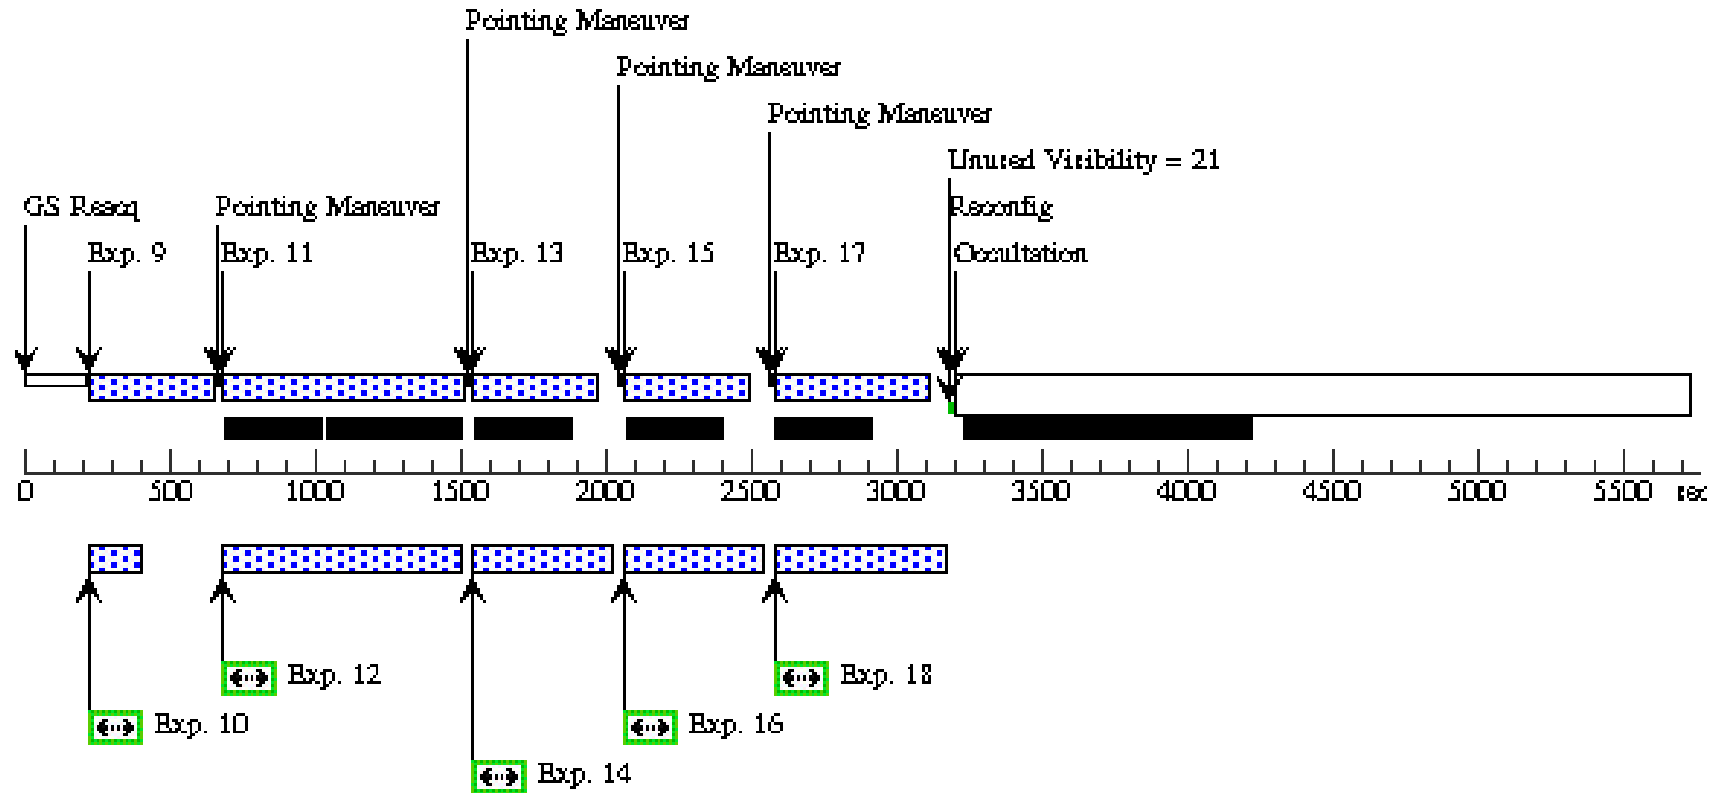 Pointing Maneuver
Pointing Maneuver
Pointing Maneuver
Unused Visibility = 21
GS Reacq Pointing Maneuver Reconfig
Exp. 9 Exp. 11 Exp. 13 Exp. 15 Exp. 17 Occultation
0 500 1000 1500 2000 2500 3000 3500 4000 4500 5000 5500 sec
Exp. 12 Exp. 18
Exp. 10 Exp. 16
Exp. 14